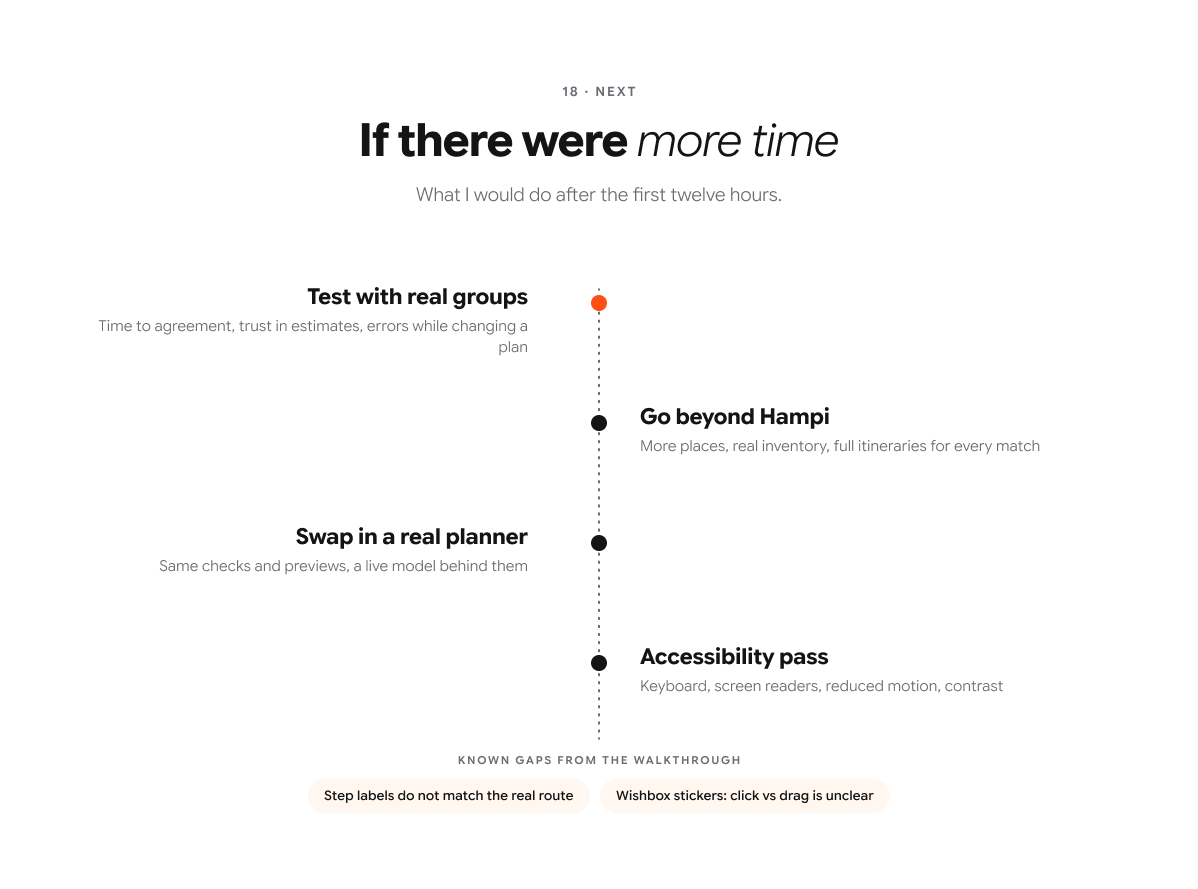 18 · NEXT
If there were more time
What I would do after the first twelve hours.
Test with real groups
Time to agreement, trust in estimates, errors while changing a
plan
Go beyond Hampi
More places, real inventory, full itineraries for every match
Swap in a real planner
Same checks and previews, a live model behind them
Accessibility pass
Keyboard, screen readers, reduced motion, contrast
KNOWN GAPS FROM THE WALKTHROUGH
Step labels do not match the real route
Wishbox stickers: click vs drag is unclear